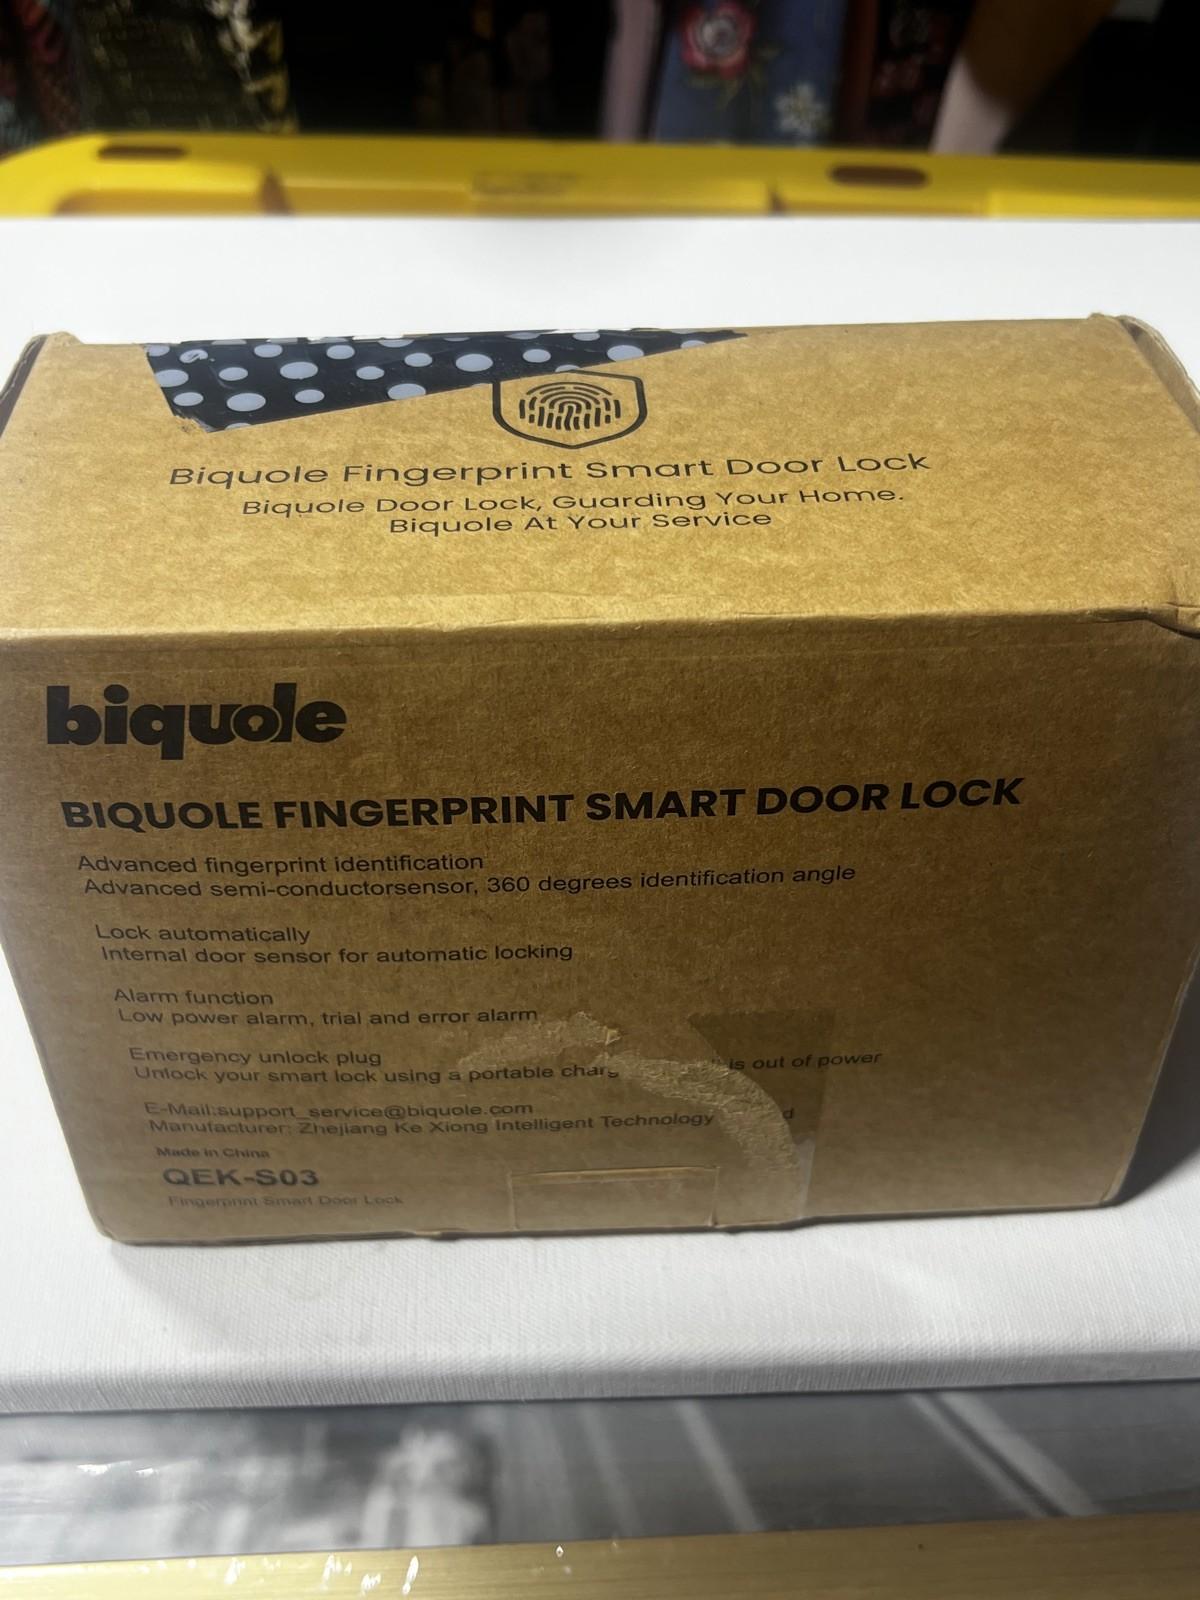 Biquole Fingerprint Smart Door Lock
Biquole Door Lock, Guarding Your Home.
Biquole At Your Service
biquole
BIQUOLE FINGERPRINT SMART DOOR LOCK
Advanced fingerprint identification
Advanced semi-conductorsensor, 360 degrees identification angle
Lock automatically
Internal door sensor for automatic locking
Alarm function
Low power alarm, trial and error alarm
Emergency unlock plug
Unlock your smart lock using a portable is out of power
E-Mail:support_service@biquole.com
Manufacturer: Zhejiang Ke Xiong Intelligent Technology
Made in China
QEK-S03
Fingerprint Smart Door Lock